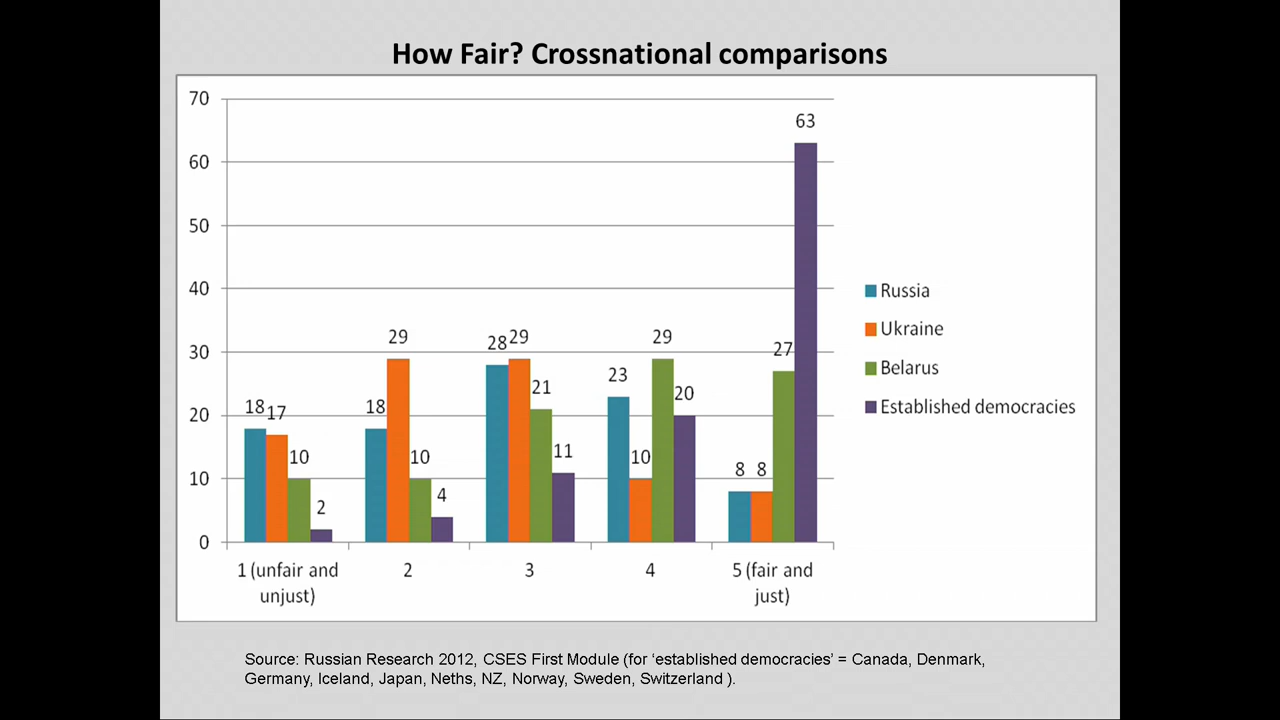 How Fair? Crossnational comparisons
70
60
50
40
30
20
10
0
18 17 10 2
18 29 10 4
28 29 21 11
23 10 29 20
8 8 27 63
1 (unfair and
unjust)
2
3
4
5 (fair and
just)
Russia
Ukraine
Belarus
Established democracies
Source: Russian Research 2012, CSES First Module (for ‘established democracies’ = Canada, Denmark,
Germany, Iceland, Japan, Neths, NZ, Norway, Sweden, Switzerland ).